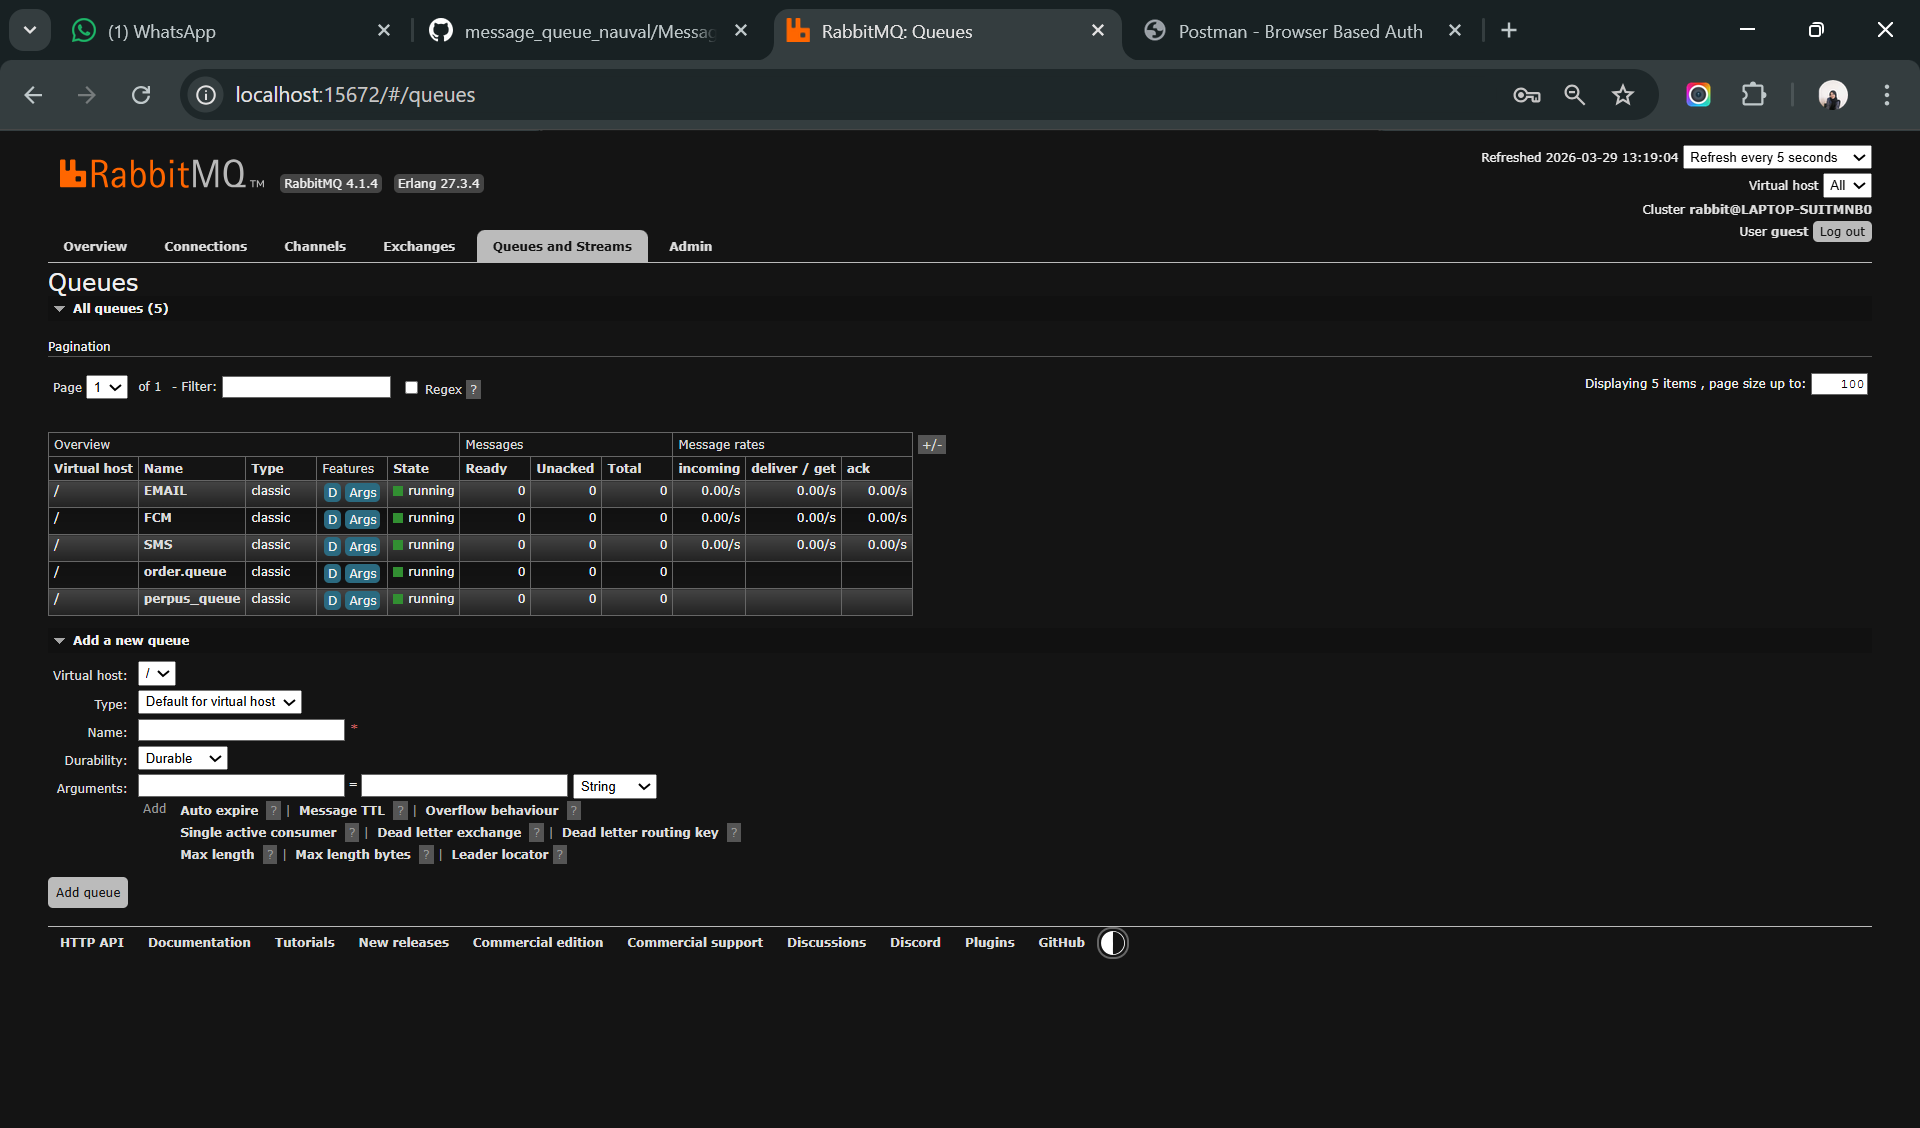 (1) WhatsApp
message_queue_nauval/Messag
RabbitMQ: Queues
Postman - Browser Based Auth
localhost:15672/#/queues
RabbitMQ TM
RabbitMQ 4.1.4
Erlang 27.3.4
Refreshed 2026-03-29 13:19:04 Refresh every 5 seconds
Virtual host All
Cluster rabbit@LAPTOP-SUITMNB0
User guest Log out
Overview Connections Channels Exchanges Queues and Streams Admin
Queues
All queues (5)
Pagination
Page 1 of 1 - Filter: Regex ?
Displaying 5 items , page size up to: 100
Overview Messages Message rates +/-
Virtual host Name Type Features State Ready Unacked Total incoming deliver / get ack
/ EMAIL classic D Args running 0 0 0 0.00/s 0.00/s 0.00/s
/ FCM classic D Args running 0 0 0 0.00/s 0.00/s 0.00/s
/ SMS classic D Args running 0 0 0 0.00/s 0.00/s 0.00/s
/ order.queue classic D Args running 0 0 0
/ perpus_queue classic D Args running 0 0 0
Add a new queue
Virtual host: /
Type: Default for virtual host
Name: *
Durability: Durable
Arguments: = String
Add Auto expire ? | Message TTL ? | Overflow behaviour ?
Single active consumer ? | Dead letter exchange ? | Dead letter routing key ?
Max length ? | Max length bytes ? | Leader locator ?
Add queue
HTTP API Documentation Tutorials New releases Commercial edition Commercial support Discussions Discord Plugins GitHub